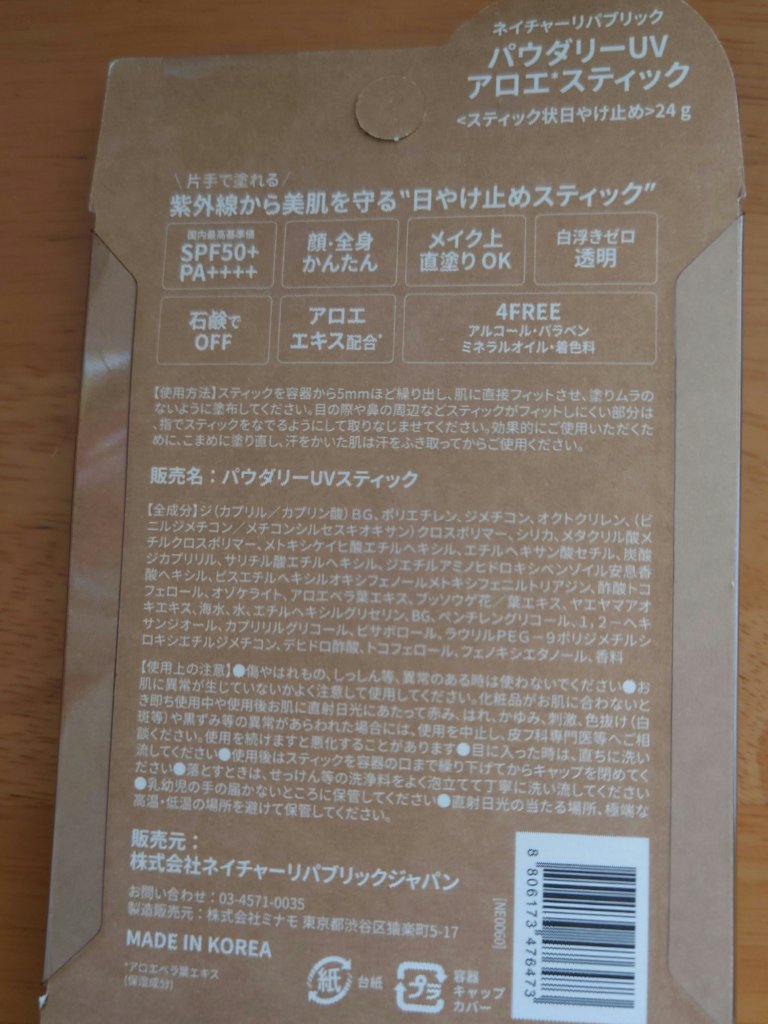 ネイチャーリパブリック
パウダリーUV
アロエ*スティック
<スティック状日やけ止め>24g
\片手で塗れる/
紫外線から美肌を守る"日やけ止めスティック"
国内最高基準値
SPF50+
PA++++
顔・全身
かんたん
メイク上
直塗りOK
白浮きゼロ
透明
石鹸で
OFF
アロエ
エキス配合*
4FREE
アルコール・パラベン
ミネラルオイル・着色料
【使用方法】スティックを容器から5mmほど繰り出し、肌に直接フィットさせ、塗りムラの
ないように塗布してください。目の際や鼻の周辺などスティックがフィットしにくい部分は
、指でスティックをなでるようにして取りなじませてください。効果的にご使用いただくた
めに、こまめに塗り直し、汗をかいた肌は汗をふき取ってからご使用ください。
販売名：パウダリーUVスティック
【全成分】ジ(カプリル/カプリン酸)BG、ポリエチレン、ジメチコン、オクトクリレン、(ビ
ニルジメチコン/メチコンシルセスキオキサン)クロスポリマー、シリカ、メタクリル酸メ
チルクロスポリマー、メトキシケイヒ酸エチルヘキシル、エチルヘキサン酸セチル、炭酸
ジカプリル、サリチル酸エチルヘキシル、ジエチルアミノヒドロキシベンゾイル安息香
酸ヘキシル、ビスエチルヘキシルオキシフェノールメトキシフェニルトリアジン、酢酸トコ
フェロール、オゾケライト、アロエベラ葉エキス、ブッソウゲ花/葉エキス、ヤエヤマアオ
キエキス、海水、水、エチルヘキシルグリセリン、BG、ペンチレングリコール、1,2-ヘキ
サンジオール、カプリリルグリコール、ビサボロール、ラウリルPEG-9ポリジメチルシ
ロキシエチルジメチコン、デヒドロ酢酸、トコフェロール、フェノキシエタノール、香料
【使用上の注意】●傷やはれもの、しっしん等、異常のある時は使わないでください●お
肌に異常が生じていないかよく注意して使用してください。化粧品がお肌に合わないと
き即ち使用中や使用後お肌に直射日光にあたって赤み、はれ、かゆみ、刺激、色抜け(白
斑等)や黒ずみ等の異常があらわれた場合には、使用を中止し、皮フ科専門医等へご相
談ください。使用を続けますと悪化することがあります●目に入った時は、直ちに洗い
流してください●使用後はスティックを容器の口まで繰り下げてからキャップを閉めてく
ださい●落とすときは、せっけん等の洗浄料をよく泡立てて丁寧に洗い流してください
●乳幼児の手の届かないところに保管してください●直射日光の当たる場所、極端な
高温・低温の場所を避けて保管してください。
販売元：
株式会社ネイチャーリパブリックジャパン
お問い合わせ：03-4571-0035
製造販売元：株式会社ミナモ 東京都渋谷区猿楽町5-17
MADE IN KOREA
*アロエベラ葉エキス
(保湿成分)
紙
台紙
プラ
容器
キャップ
カバー
[NE0060]
8 806173 476473